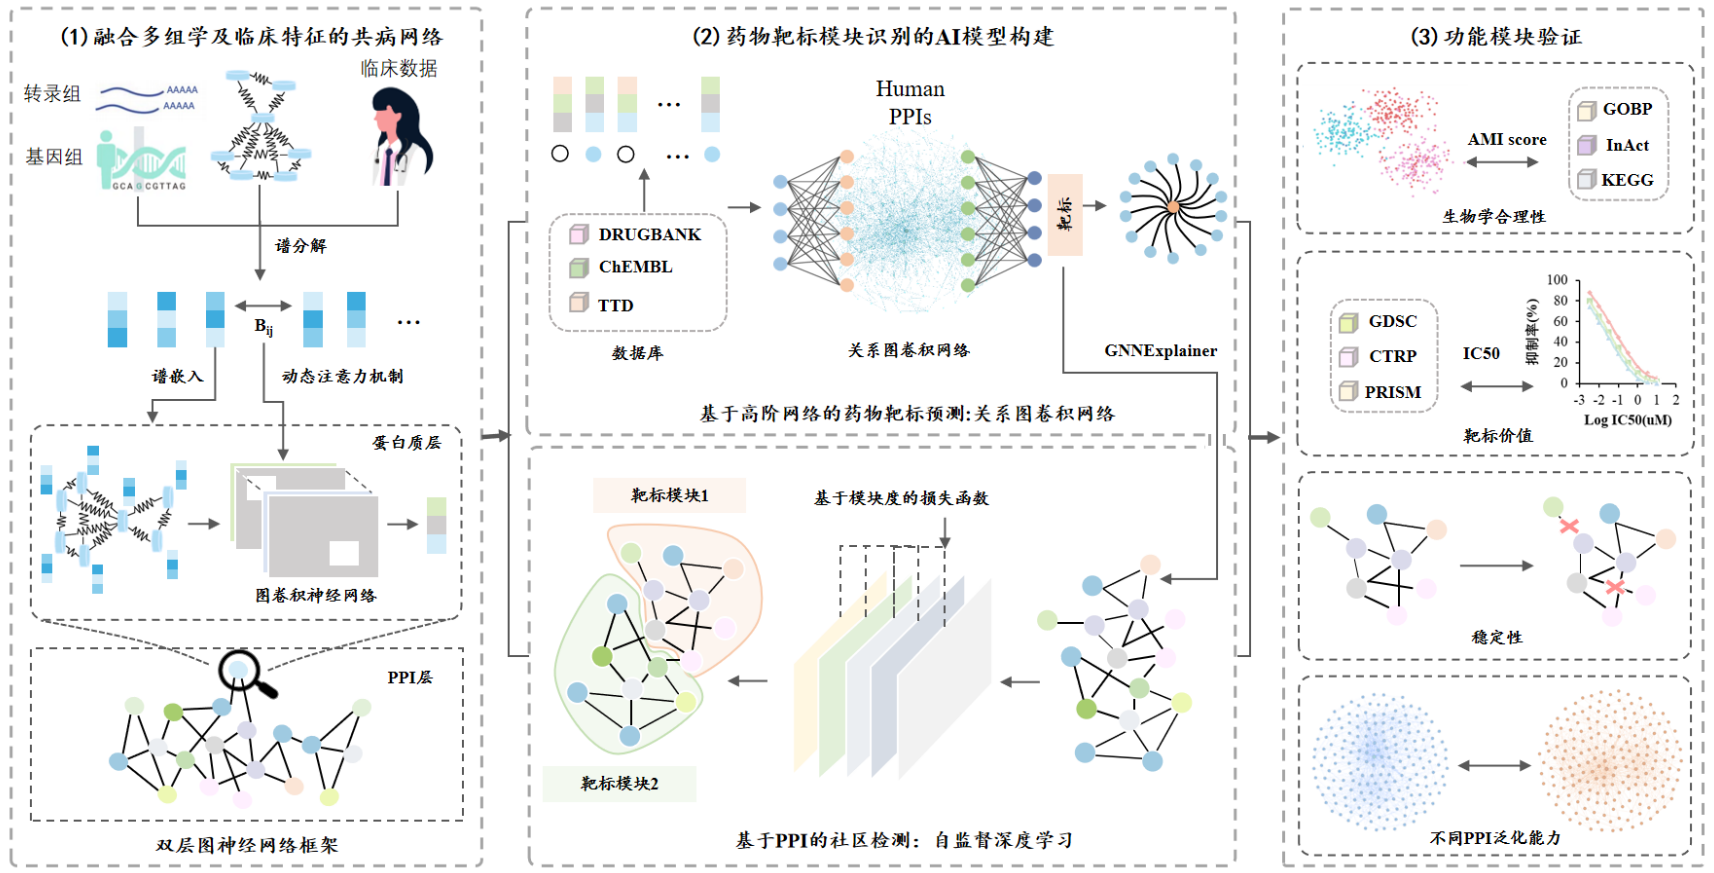 (1)融合多组学及临床特征的共病网络
转录组
AAAAA
AAAAA
临床数据
基因组
GCAGCGTTAG
谱分解
Bij
...
谱嵌入
动态注意力机制
蛋白质层
图卷积神经网络
PPI层
双层图神经网络框架
(2)药物靶标模块识别的AI模型构建
...
...
Human
PPIs
DRUGBANK
ChEMBL
TTD
数据库
关系图卷积网络
靶标
GNNExplainer
基于高阶网络的药物靶标预测:关系图卷积网络
靶标模块1
基于模块度的损失函数
靶标模块2
基于PPI的社区检测：自监督深度学习
(3)功能模块验证
AMI score
GOBP
InAct
KEGG
生物学合理性
GDSC
CTRP
PRISM
IC50
抑制率(%)
100
80
60
40
20
0
-3 -2 -1 0 1 2
Log IC50(uM)
靶标价值
稳定性
不同PPI泛化能力